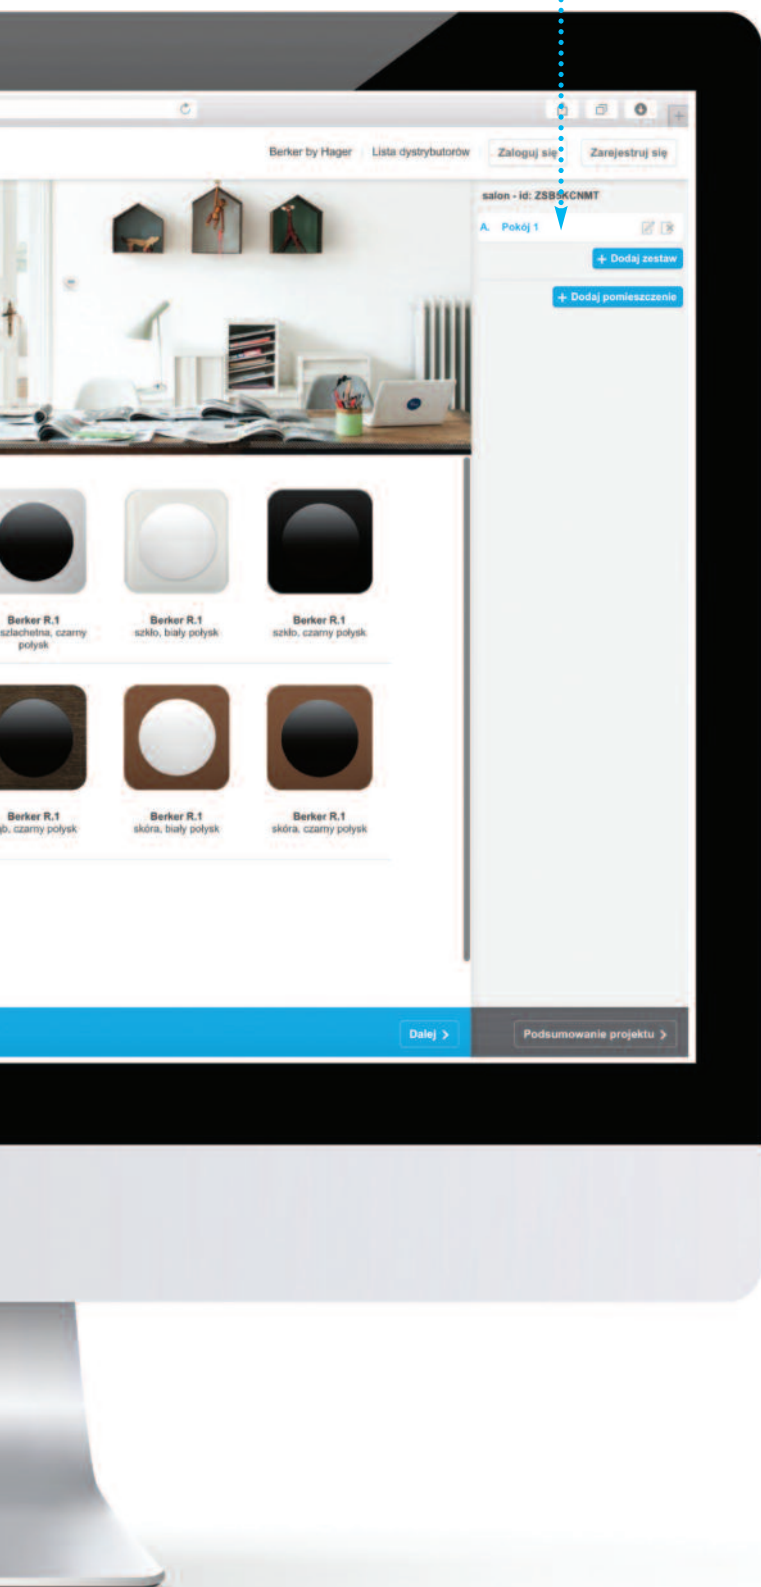 Berker by Hager
Lista dystrybutorów
Zaloguj się
Zarejestruj się
salon - id: ZSBSKCNMT
A. Pokój 1
+ Dodaj zestaw
+ Dodaj pomieszczenie
Berker R.1
szlachetna, czarny
połysk
Berker R.1
szkło, biały połysk
Berker R.1
szkło, czarny połysk
Berker R.1
czarny połysk
Berker R.1
skóra, biały połysk
Berker R.1
skóra, czarny połysk
Dalej >
Podsumowanie projektu >